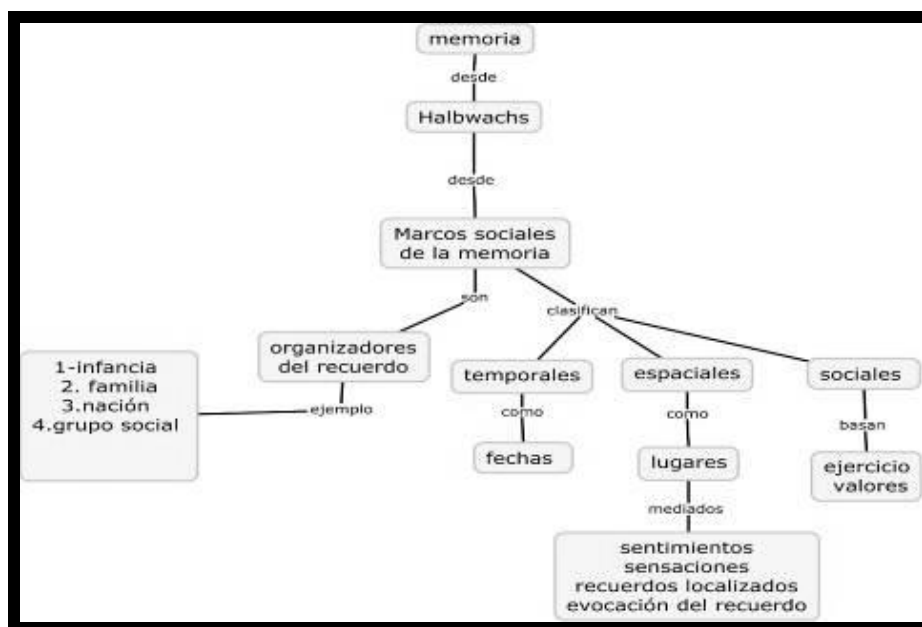 memoria
desde
Halbwachs
desde
Marcos sociales
de la memoria
son
clasifican
organizadores
del recuerdo
ejemplo
1-infancia
2. familia
3.nación
4.grupo social
temporales
como
fechas
espaciales
como
lugares
mediados
sentimientos
sensaciones
recuerdos localizados
evocación del recuerdo
sociales
basan
ejercicio
valores